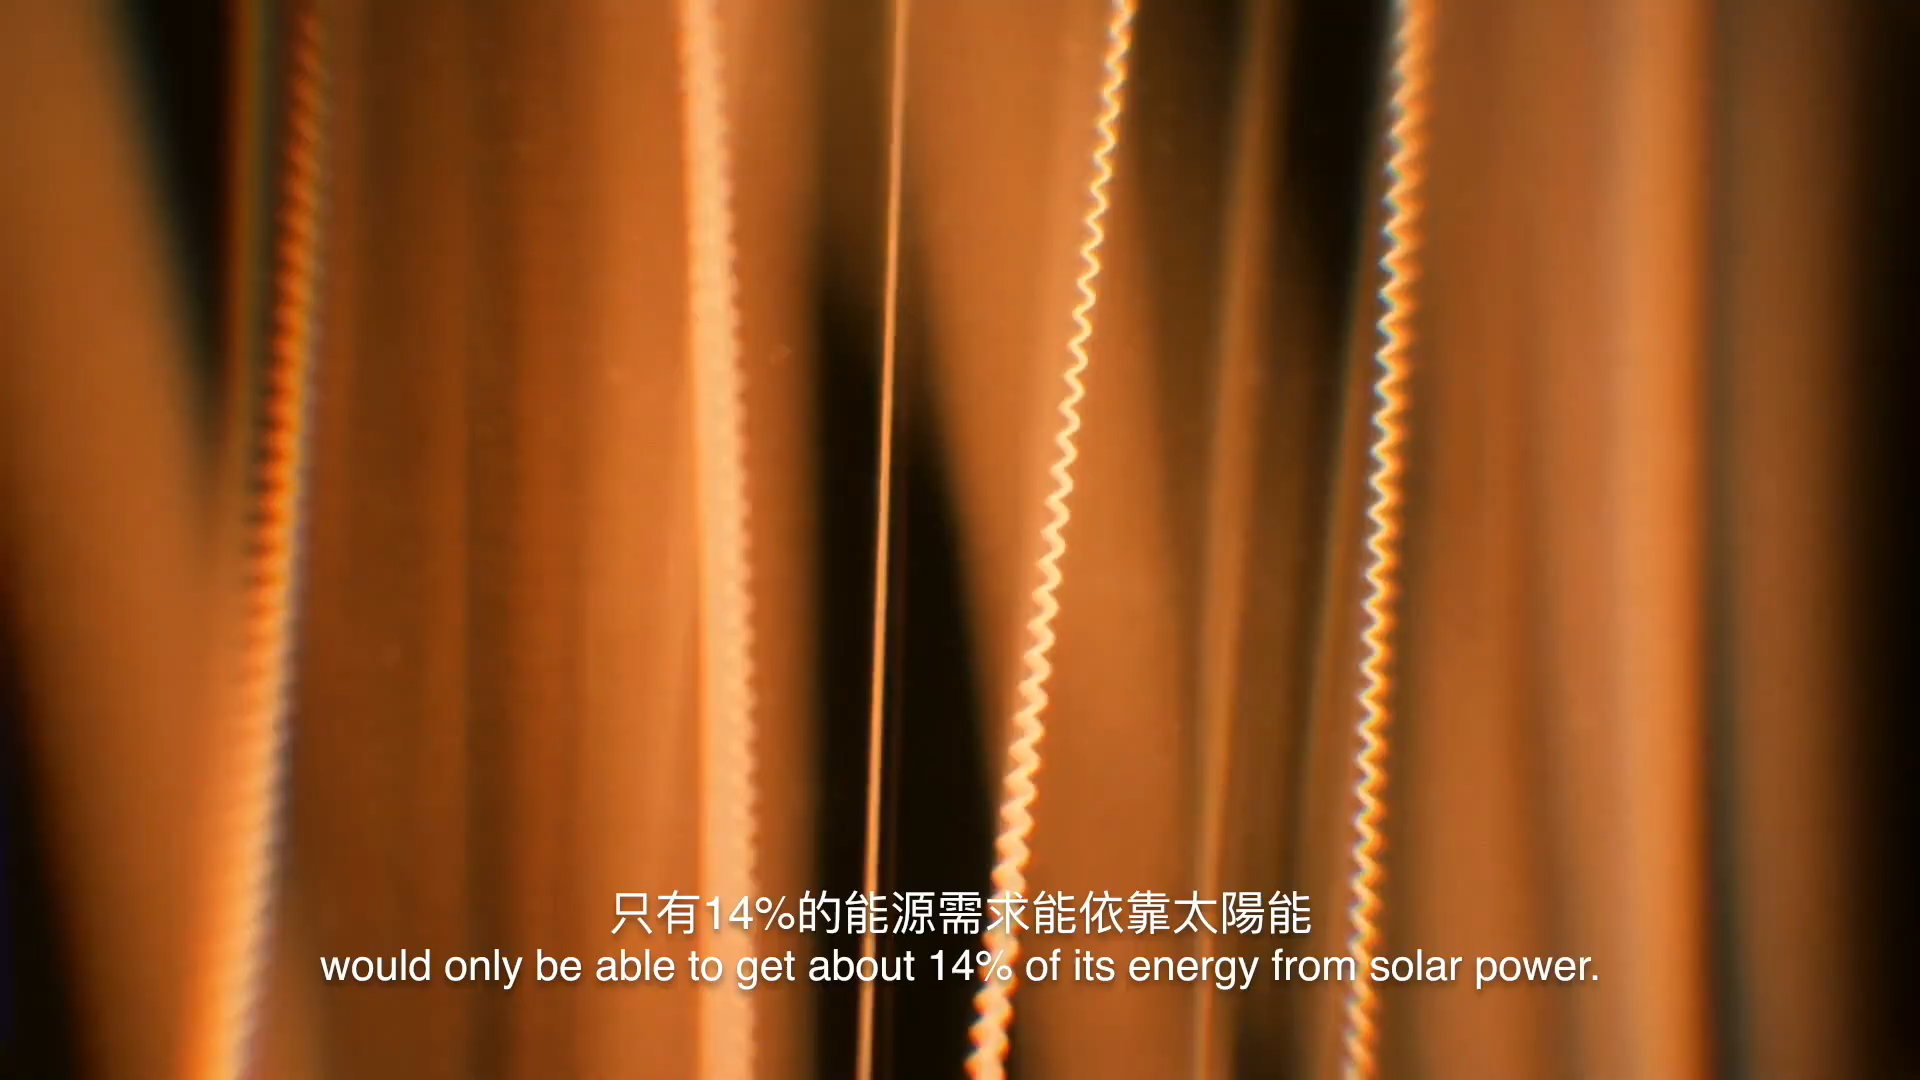 只有14%的能源需求能依靠太陽能
would only be able to get about 14% of its energy from solar power.